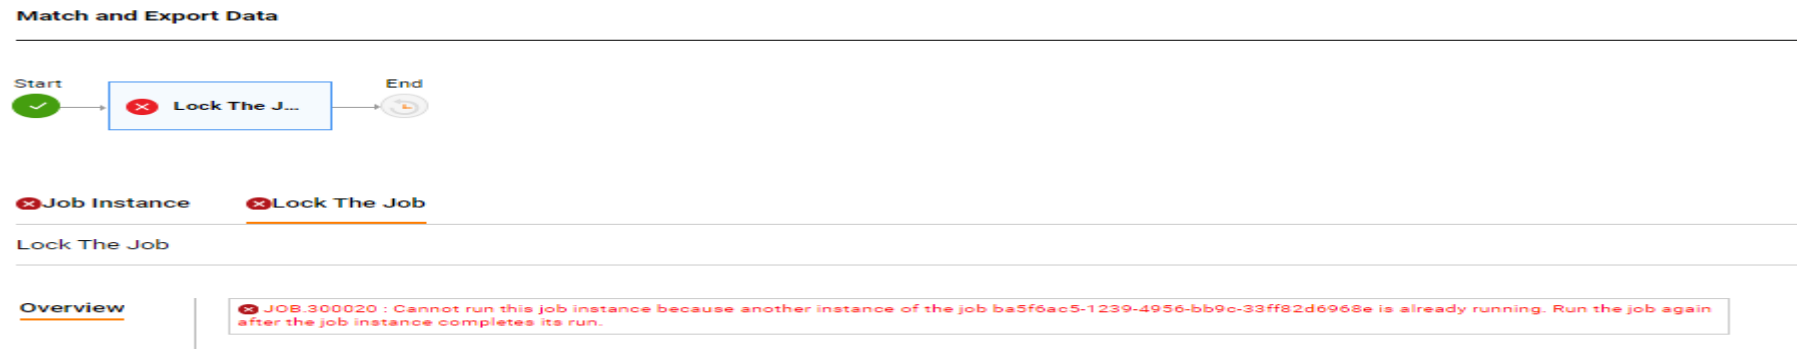 Match and Export Data
Start
End
Lock The J...
Job Instance
Lock The Job
Lock The Job
Overview
JOB.300020 : Cannot run this job instance because another instance of the job ba5f6ac5-1239-4956-bb9c-33ff82d6968e is already running. Run the job again
after the job instance completes its run.